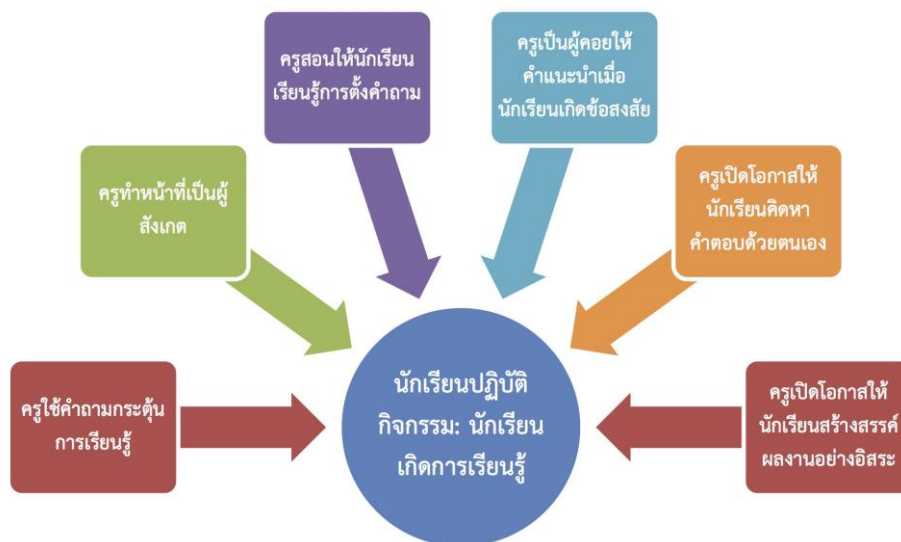 ครูสอนให้นักเรียน
เรียนรู้การตั้งคำถาม
ครูเป็นผู้คอยให้
คำแนะนำเมื่อ
นักเรียนเกิดข้อสงสัย
ครูทำหน้าที่เป็นผู้
สังเกต
ครูเปิดโอกาสให้
นักเรียนคิดหา
คำตอบด้วยตนเอง
ครูใช้คำถามกระตุ้น
การเรียนรู้
นักเรียนปฏิบัติ
กิจกรรม: นักเรียน
เกิดการเรียนรู้
ครูเปิดโอกาสให้
นักเรียนสร้างสรรค์
ผลงานอย่างอิสระ